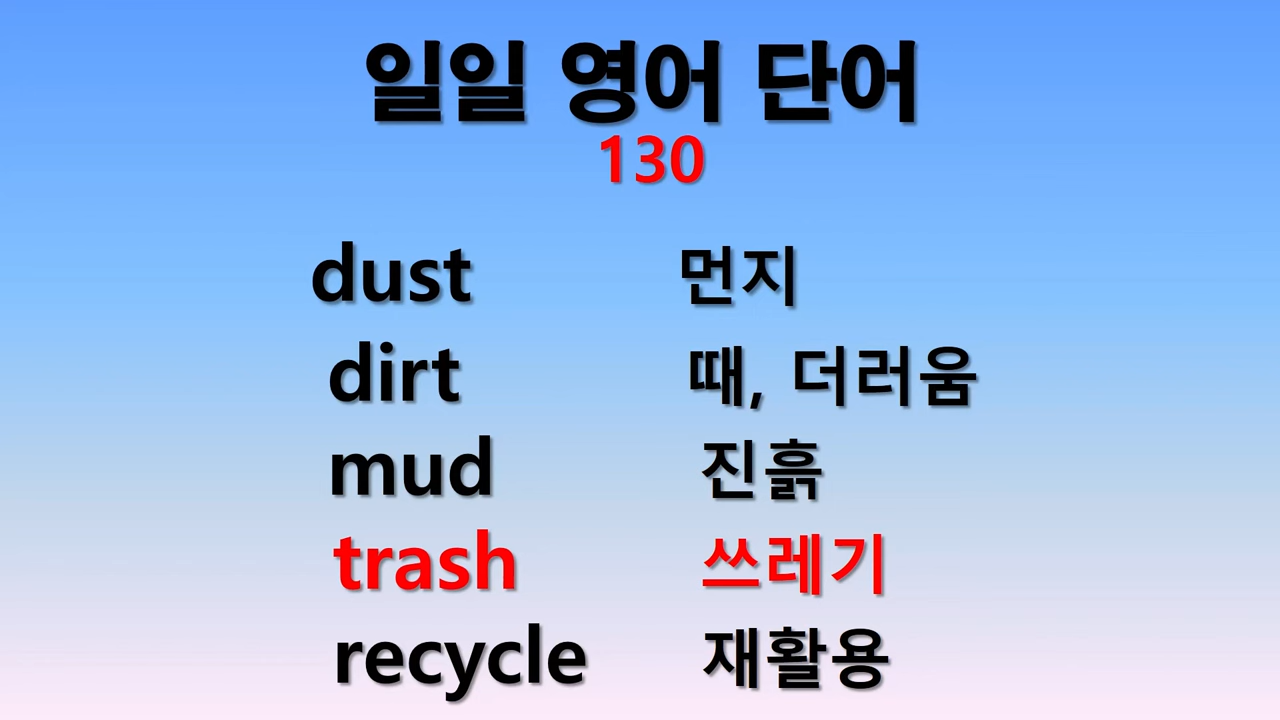 일일 영어 단어
130
dust 먼지
dirt 때, 더러움
mud 진흙
trash 쓰레기
recycle 재활용